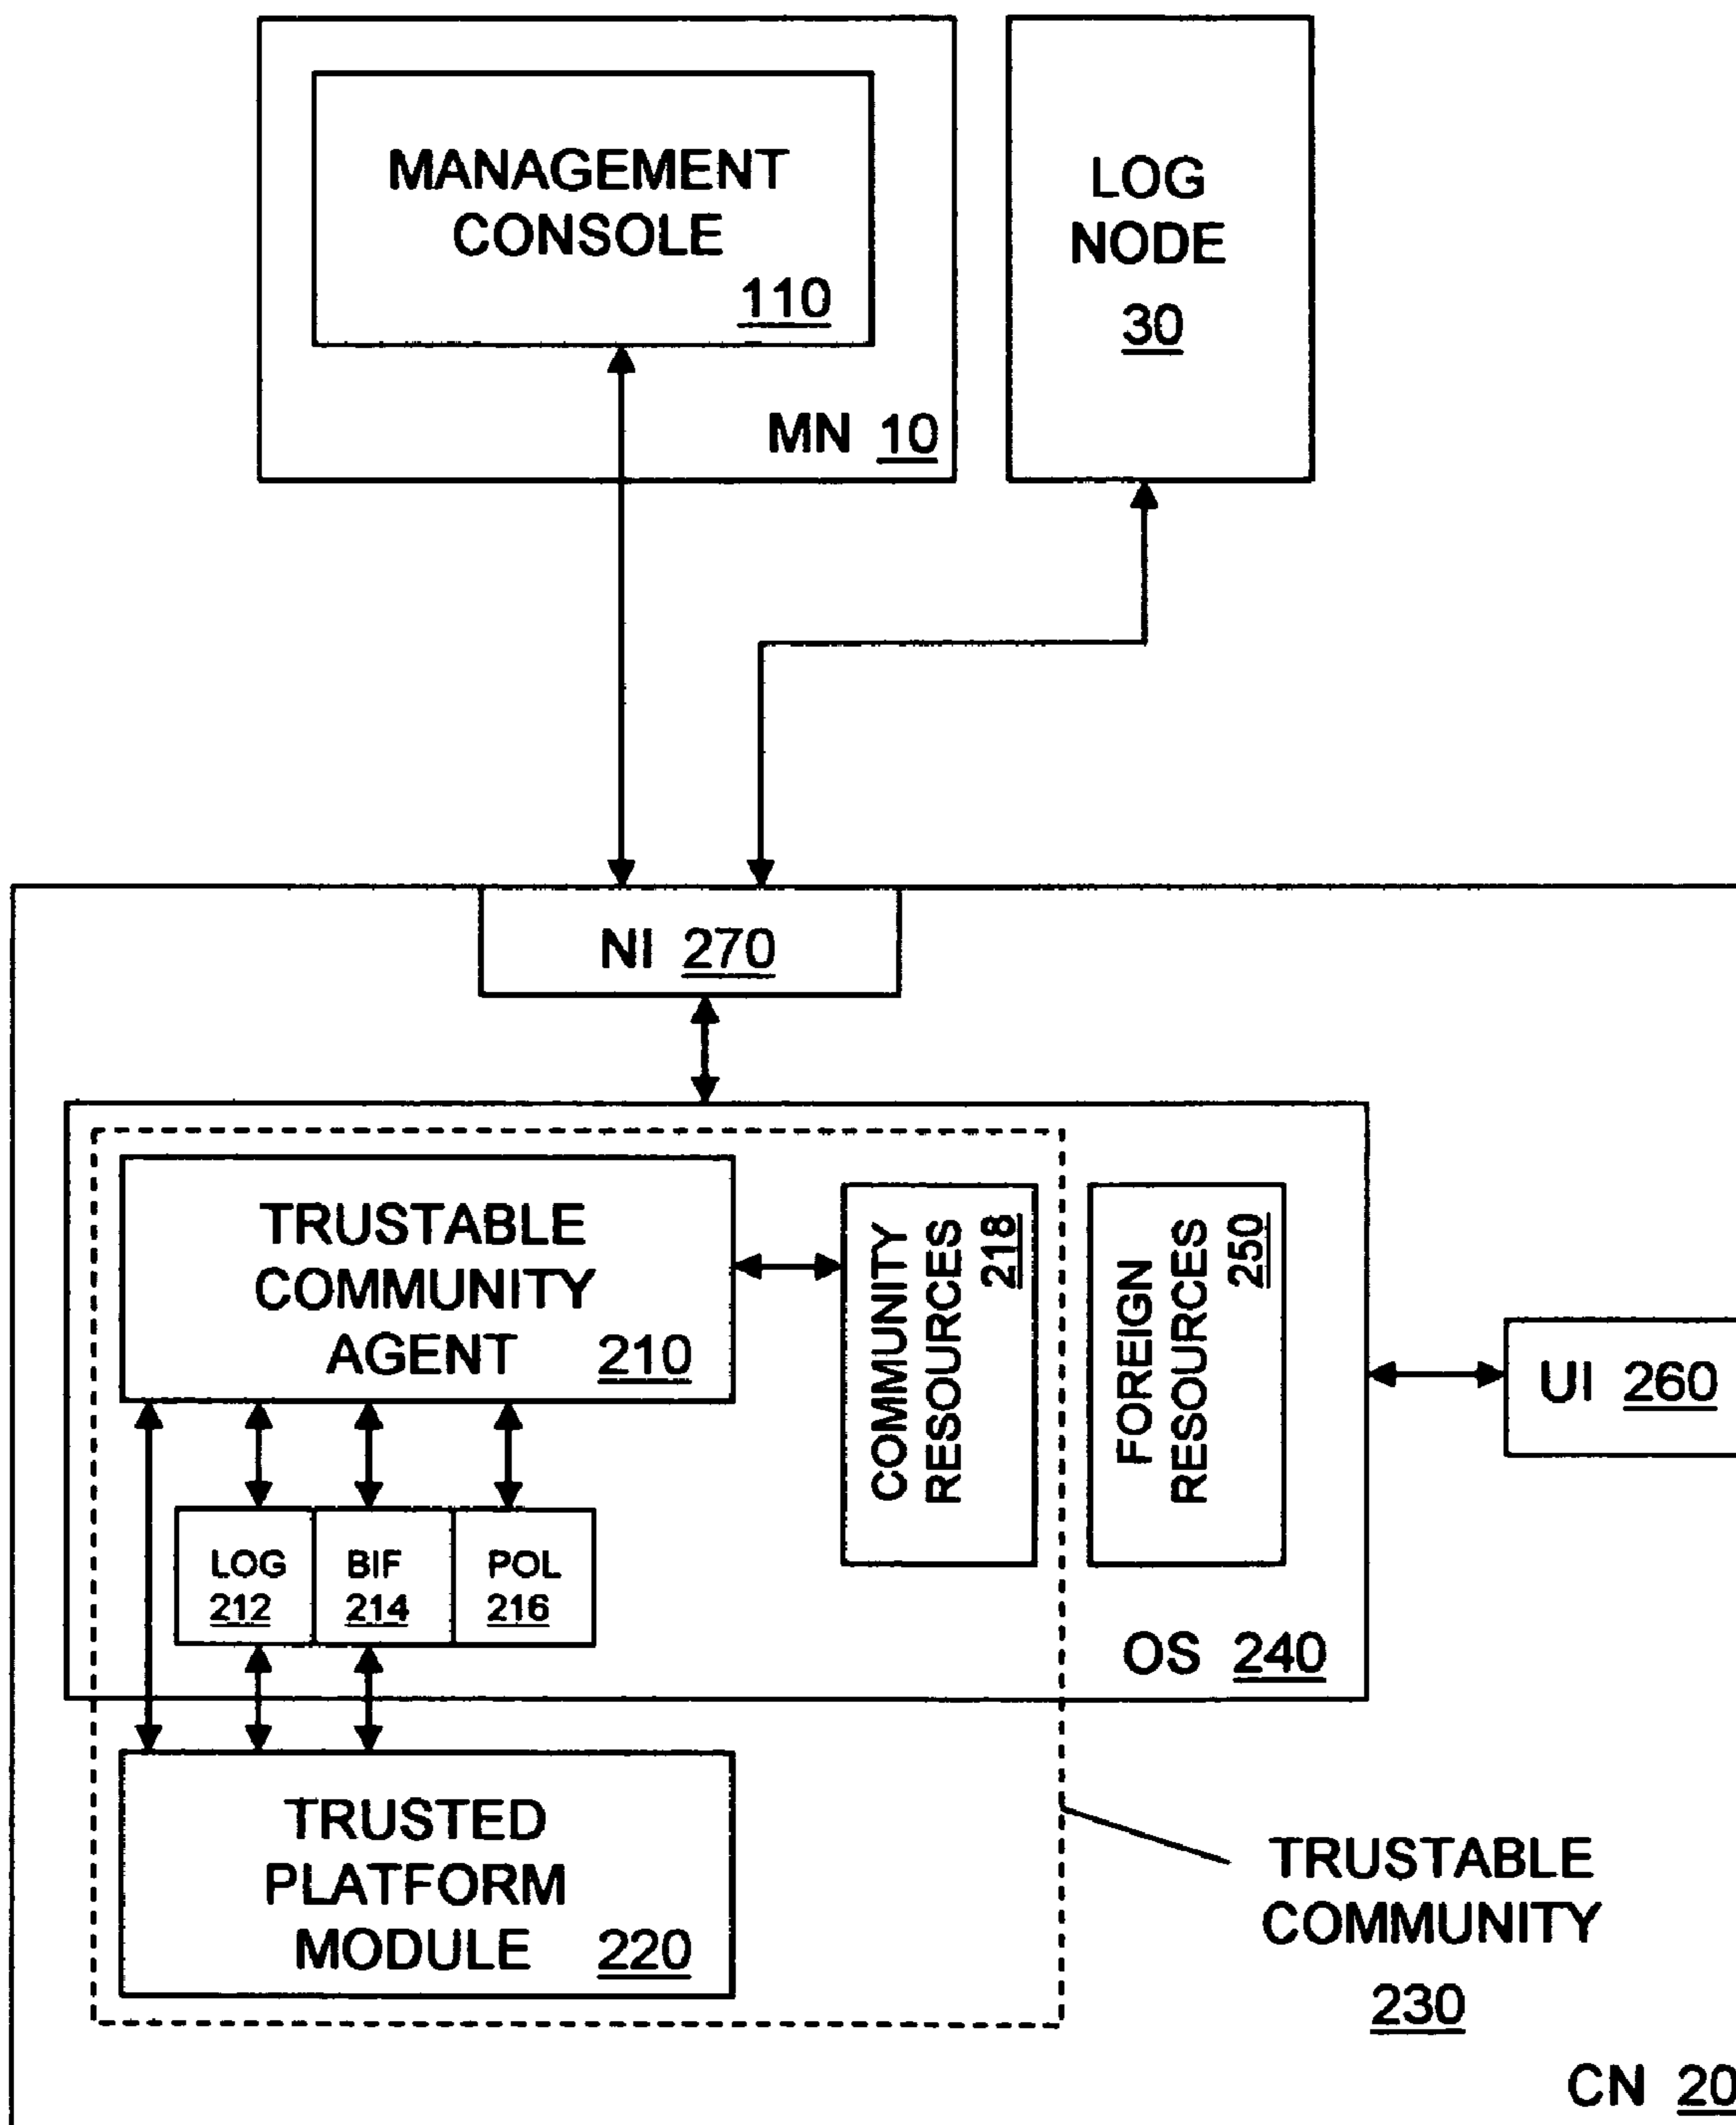 MANAGEMENT
CONSOLE
110
MN 10
LOG
NODE
30
NI 270
TRUSTABLE
COMMUNITY
AGENT 210
COMMUNITY
RESOURCES 218
FOREIGN
RESOURCES 250
UI 260
LOG
212
BIF
214
POL
216
OS 240
TRUSTED
PLATFORM
MODULE 220
TRUSTABLE
COMMUNITY
230
CN 20